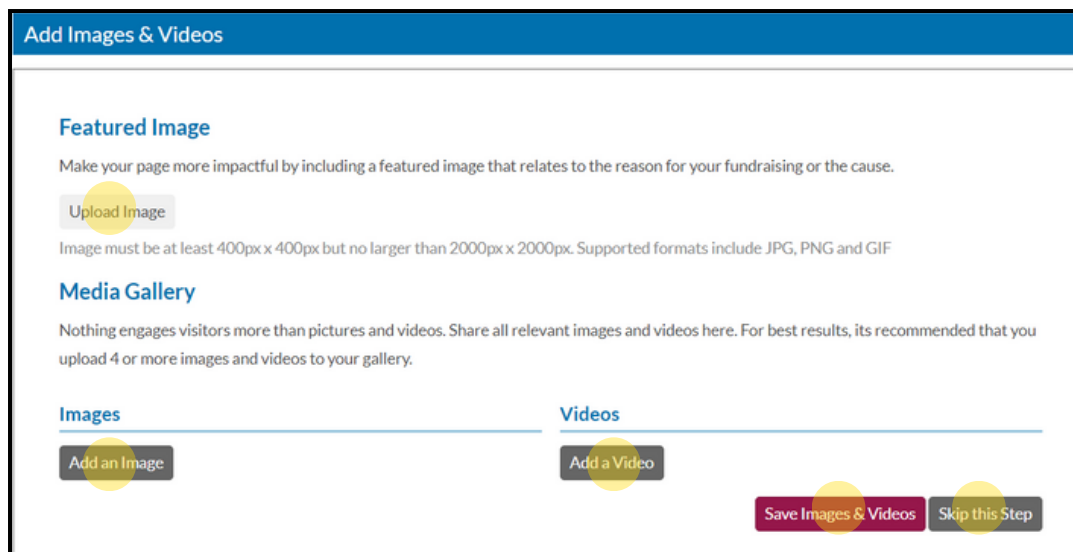 Add Images & Videos
Featured Image
Make your page more impactful by including a featured image that relates to the reason for your fundraising or the cause.
Upload Image
Image must be at least 400px x 400px but no larger than 2000px x 2000px. Supported formats include JPG, PNG and GIF
Media Gallery
Nothing engages visitors more than pictures and videos. Share all relevant images and videos here. For best results, its recommended that you
upload 4 or more images and videos to your gallery.
Images
Videos
Add an Image
Add a Video
Save Images & Videos
Skip this Step